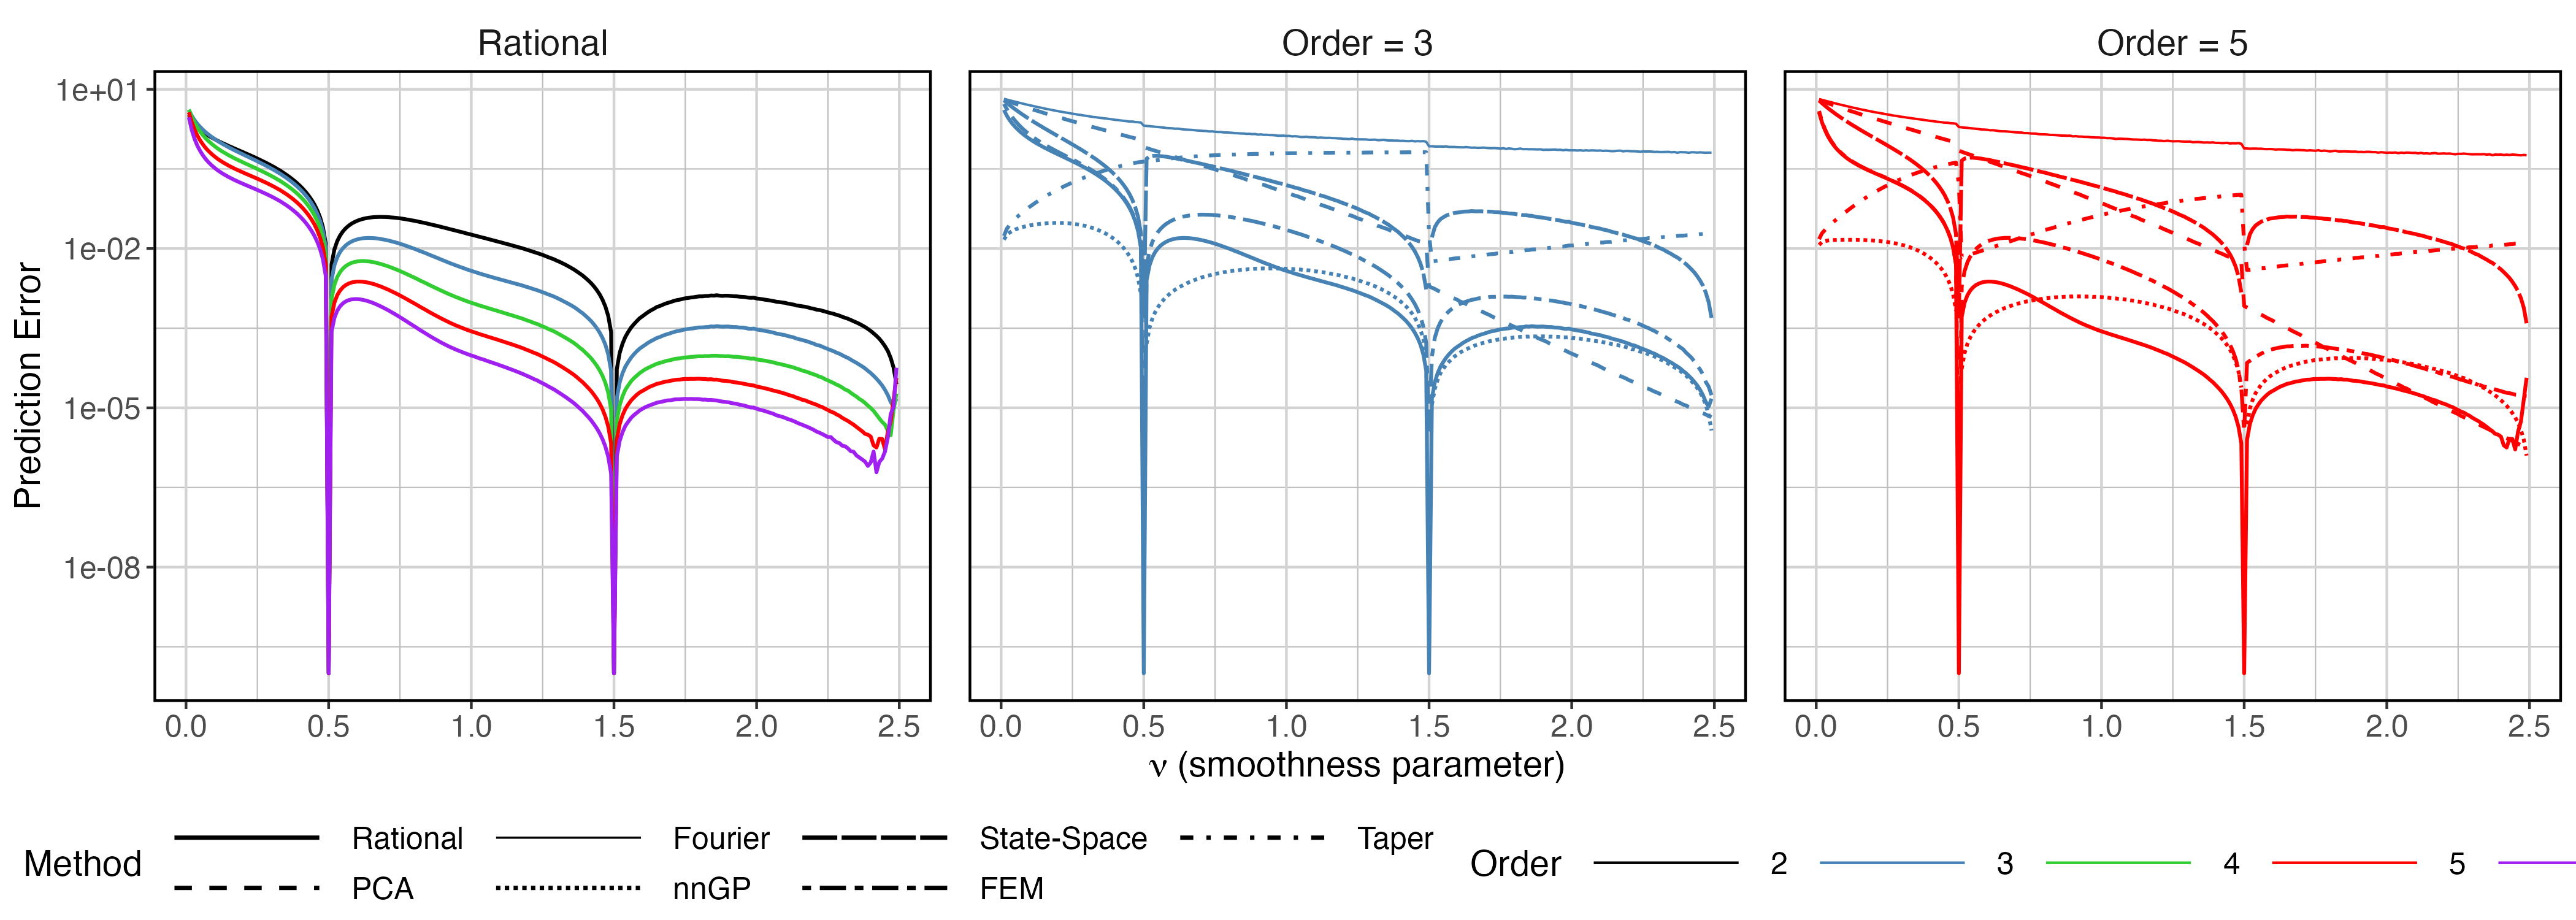 Rational
Order = 3
Order = 5
Prediction Error
1e+01
1e-02
1e-05
1e-08
0.0 0.5 1.0 1.5 2.0 2.5
0.0 0.5 1.0 1.5 2.0 2.5
0.0 0.5 1.0 1.5 2.0 2.5
ν (smoothness parameter)
Method
Rational Fourier State-Space Taper
PCA nnGP FEM
Order 2 3 4 5